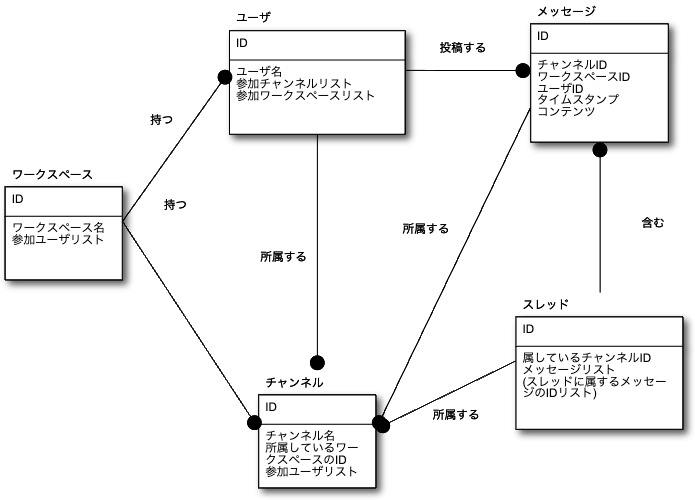 ユーザ
ID
ユーザ名
参加チャンネルリスト
参加ワークスペースリスト
投稿する
メッセージ
ID
チャンネルID
ワークスペースID
ユーザID
タイムスタンプ
コンテンツ
持つ
ワークスペース
ID
ワークスペース名
参加ユーザリスト
持つ
所属する
所属する
含む
スレッド
ID
属しているチャンネルID
メッセージリスト
(スレッドに属するメッセー
ジのIDリスト)
チャンネル
ID
チャンネル名
所属しているワー
クスペースのID
参加ユーザリスト
所属する